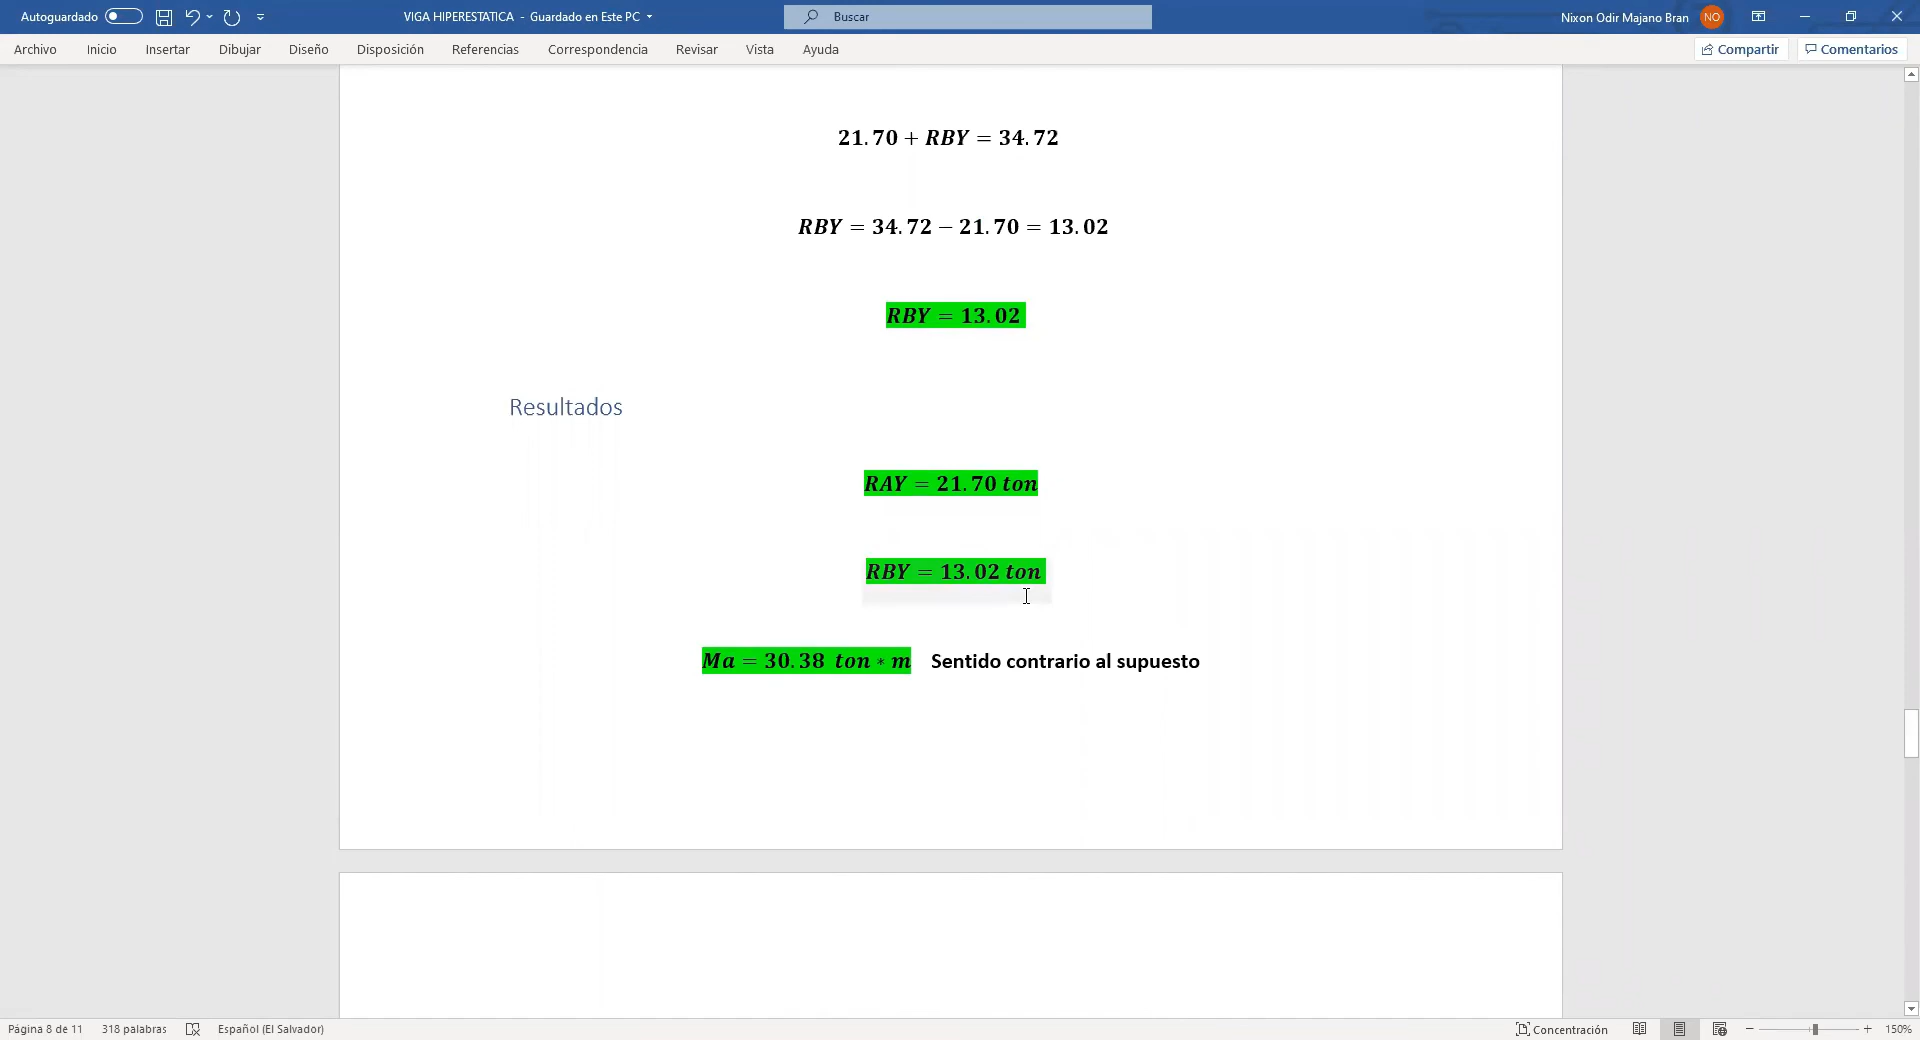 Autoguardado VIGA HIPERESTATICA - Guardado en Este PC Buscar Nixon Odir Majano Bran NO
Archivo Inicio Insertar Dibujar Diseño Disposición Referencias Correspondencia Revisar Vista Ayuda Compartir Comentarios
21.70 + RBY = 34.72
RBY = 34.72 − 21.70 = 13.02
RBY = 13.02
Resultados
RAY = 21.70 ton
RBY = 13.02 ton
Ma = 30.38 ton ∗ m Sentido contrario al supuesto
Página 8 de 11 318 palabras Español (El Salvador) Concentración 150%